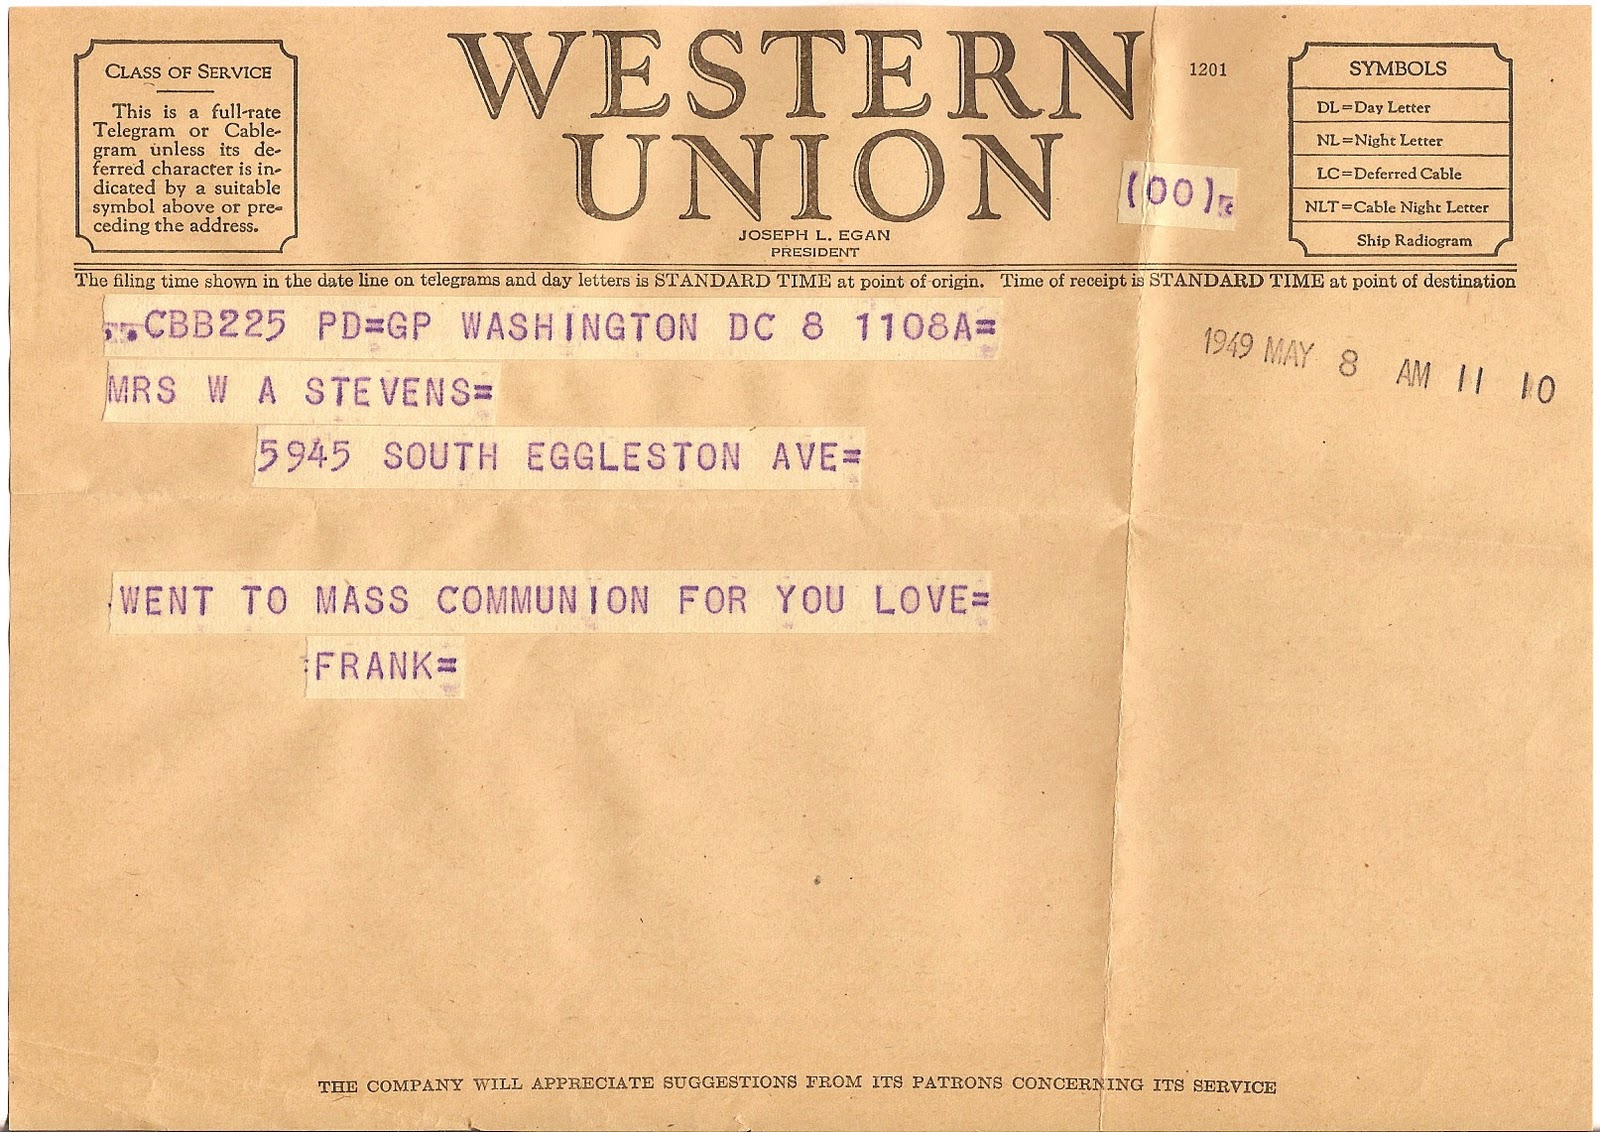 CLASS OF SERVICE
This is a full-rate
Telegram or Cable-
gram unless its de-
ferred character is in-
dicated by a suitable
symbol above or pre-
ceding the address.
WESTERN
UNION
JOSEPH L. EGAN
PRESIDENT
1201
(00)
SYMBOLS
DL=Day Letter
NL=Night Letter
LC=Deferred Cable
NLT=Cable Night Letter
Ship Radiogram
The filing time shown in the date line on telegrams and day letters is STANDARD TIME at point of origin. Time of receipt is STANDARD TIME at point of destination
CBB225 PD=GP WASHINGTON DC 8 1108A=
1949 MAY 8 AM 11 10
MRS W A STEVENS=
5945 SOUTH EGGLESTON AVE=
WENT TO MASS COMMUNION FOR YOU LOVE=
:FRANK=
THE COMPANY WILL APPRECIATE SUGGESTIONS FROM ITS PATRONS CONCERNING ITS SERVICE